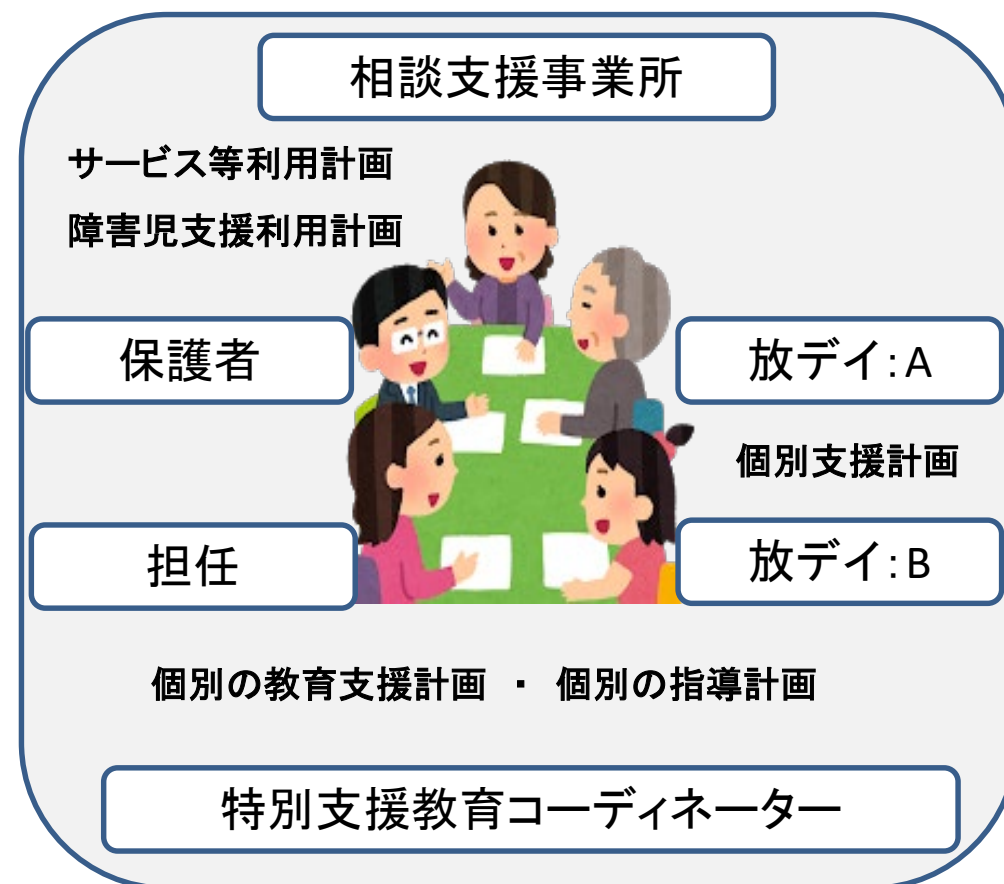 相談支援事業所
サービス等利用計画
障害児支援利用計画
保護者
放デイ:A
個別支援計画
担任
放デイ:B
個別の教育支援計画 ・ 個別の指導計画
特別支援教育コーディネーター